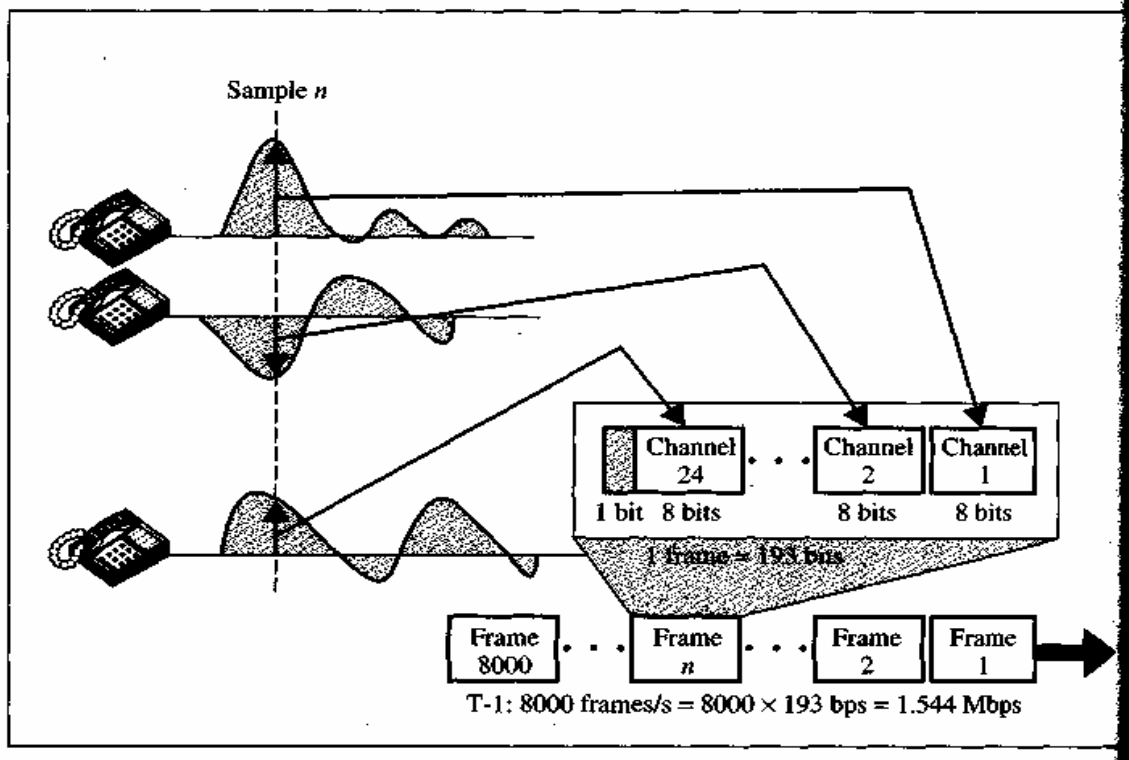 Sample n
Channel 24
Channel 2
Channel 1
1 bit 8 bits 8 bits 8 bits
1 frame = 193 bits
Frame 8000
Frame n
Frame 2
Frame 1
T-1: 8000 frames/s = 8000 × 193 bps = 1.544 Mbps